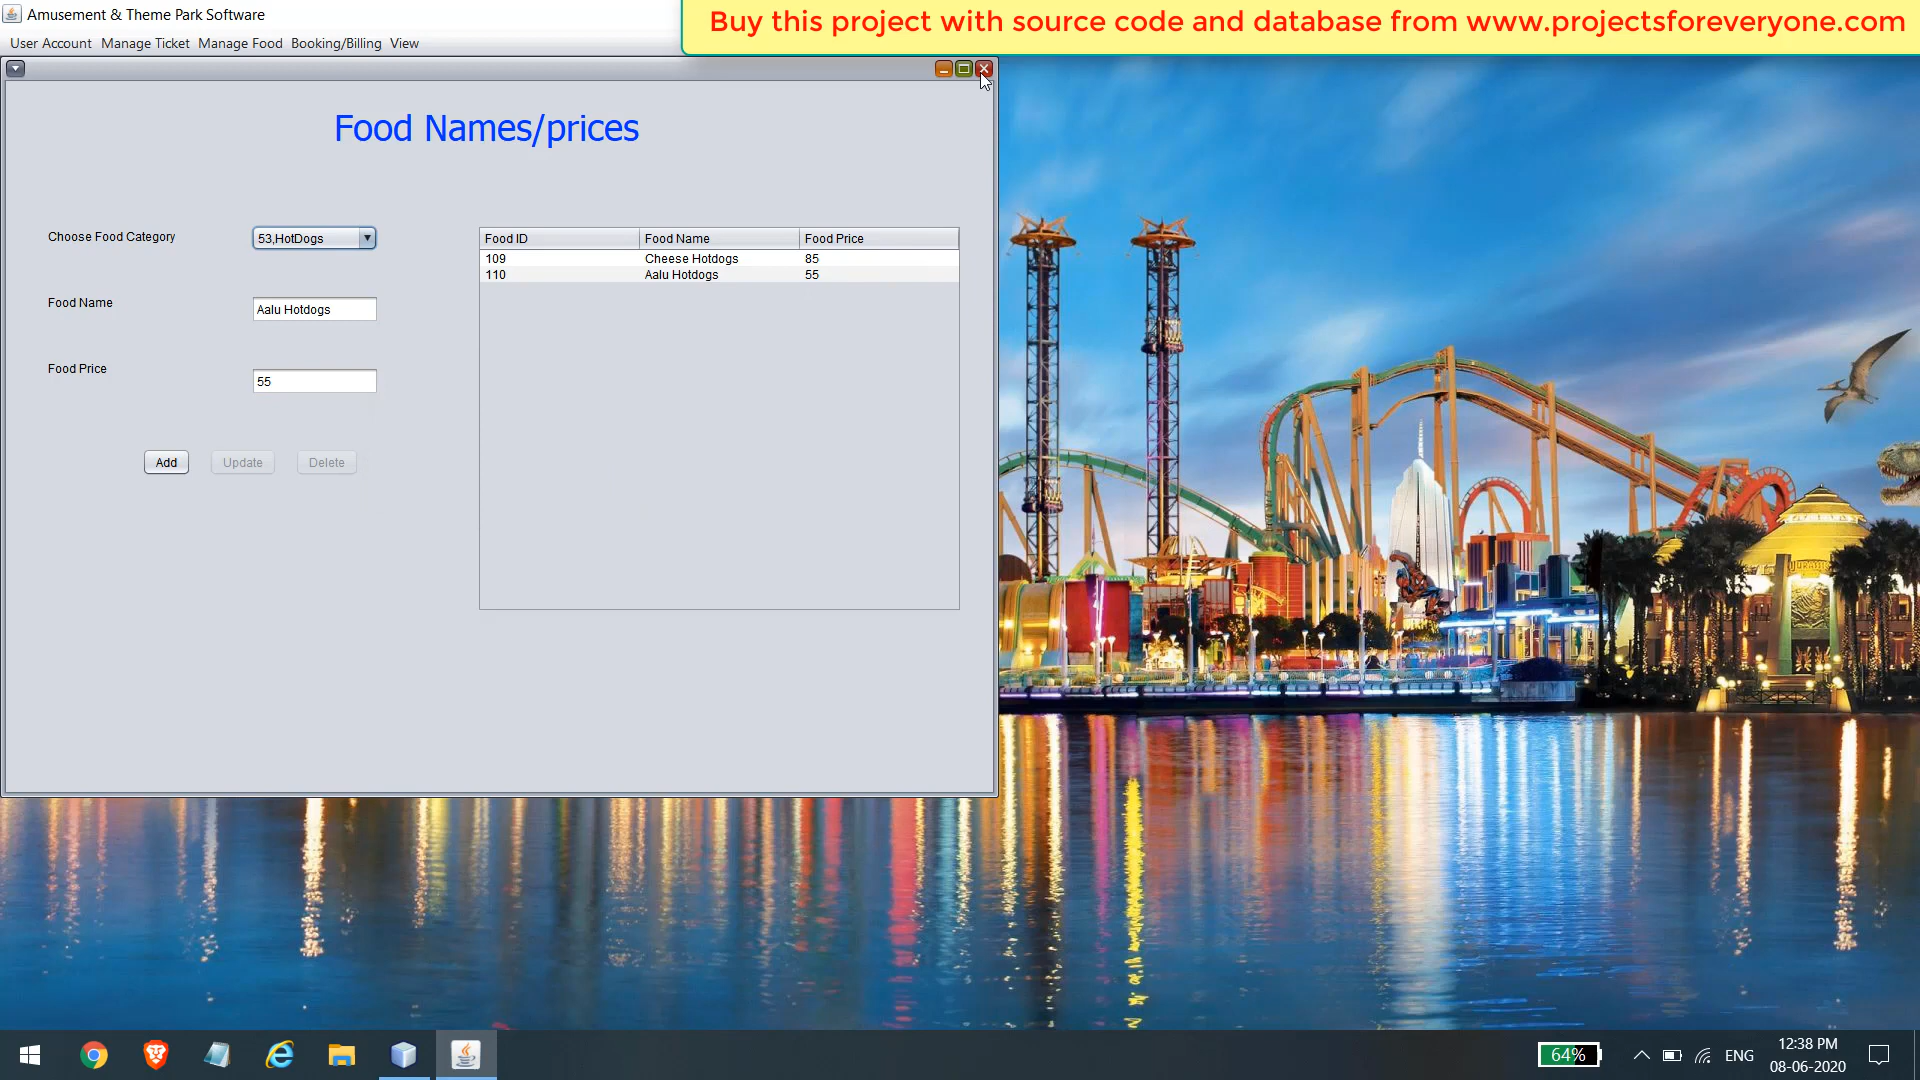 Amusement & Theme Park Software
Buy this project with source code and database from www.projectsforeveryone.com
User Account Manage Ticket Manage Food Booking/Billing View
Food Names/prices
Choose Food Category 53,HotDogs
Food ID Food Name Food Price
109 Cheese Hotdogs 85
110 Aalu Hotdogs 55
Food Name Aalu Hotdogs
Food Price 55
Add Update Delete
64% ENG 12:38 PM
08-06-2020